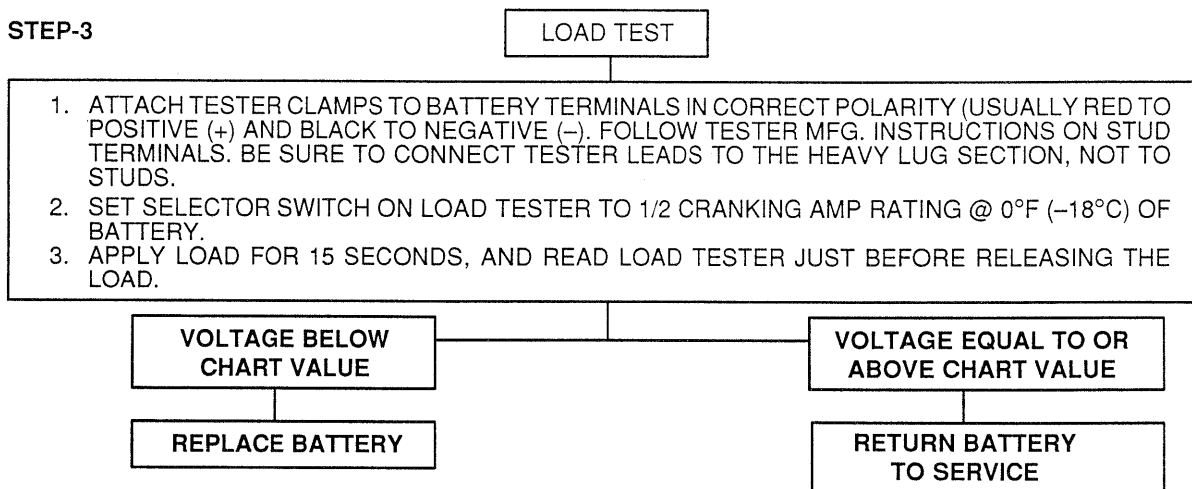 STEP-3
LOAD TEST
1. ATTACH TESTER CLAMPS TO BATTERY TERMINALS IN CORRECT POLARITY (USUALLY RED TO
POSITIVE (+) AND BLACK TO NEGATIVE (–). FOLLOW TESTER MFG. INSTRUCTIONS ON STUD
TERMINALS. BE SURE TO CONNECT TESTER LEADS TO THE HEAVY LUG SECTION, NOT TO
STUDS.
2. SET SELECTOR SWITCH ON LOAD TESTER TO 1/2 CRANKING AMP RATING @ 0°F (–18°C) OF
BATTERY.
3. APPLY LOAD FOR 15 SECONDS, AND READ LOAD TESTER JUST BEFORE RELEASING THE
LOAD.
VOLTAGE BELOW
CHART VALUE
REPLACE BATTERY
VOLTAGE EQUAL TO OR
ABOVE CHART VALUE
RETURN BATTERY
TO SERVICE